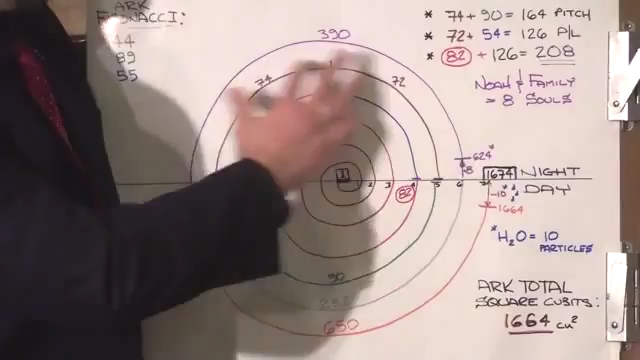 ARK
FIBONACCI:
44
89
55
390
74
72
* 74 + 90 = 164 PITCH
* 72 + 54 = 126 P/L
* 82 + 126 = 208
NOAH & FAMILY
= 8 SOULS
624*
8
1 2 3 4 5 6 7
1674 NIGHT
DAY
82
-10*
1664
*H2O = 10
PARTICLES
90
650
ARK TOTAL
SQUARE CUBITS:
1664 cu²